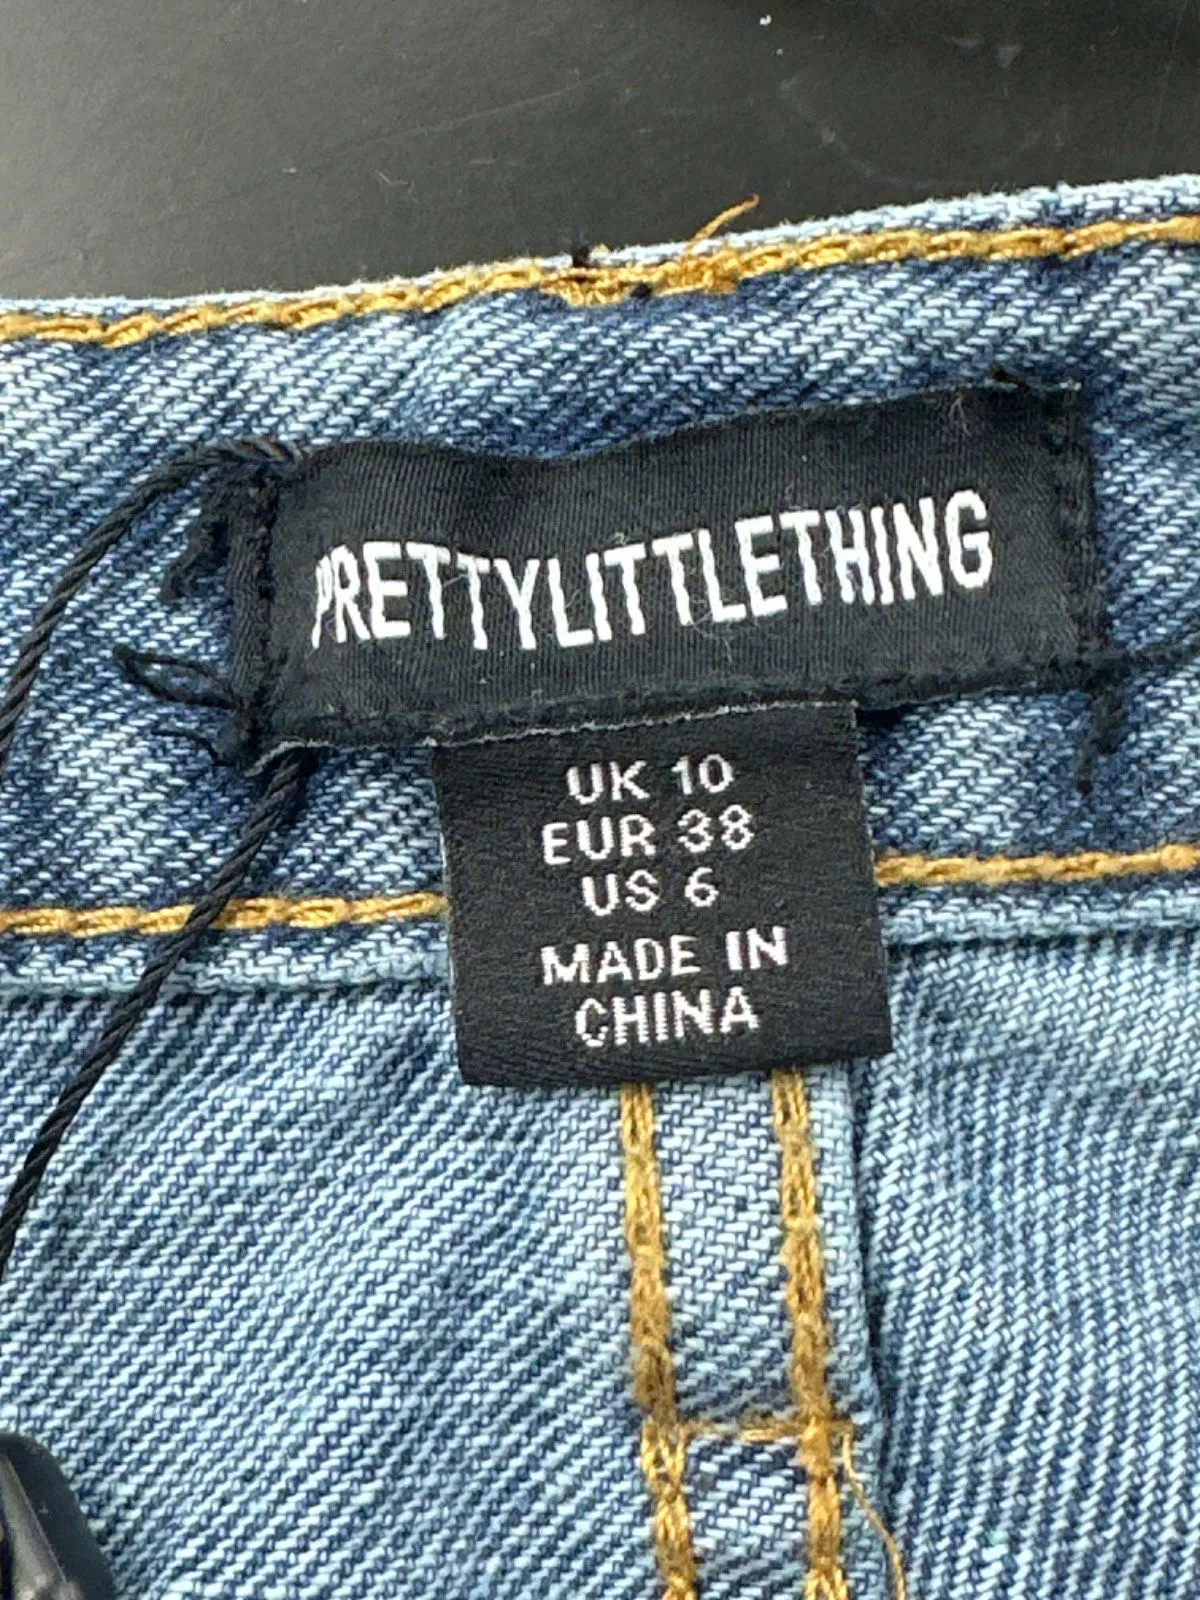 PRETTYLITTLETHING
UK 10
EUR 38
US 6
MADE IN
CHINA